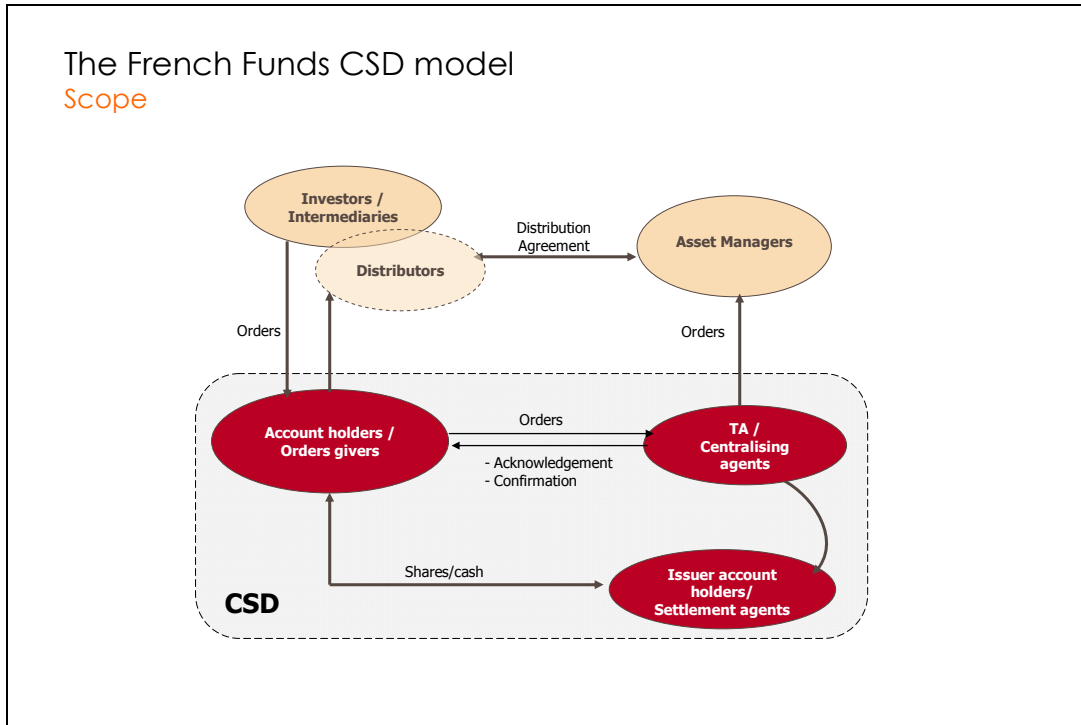 The French Funds CSD model
Scope
Investors /
Intermediaries
Distributors
Distribution
Agreement
Asset Managers
Orders
Orders
Account holders /
Orders givers
Orders
- Acknowledgement
- Confirmation
TA /
Centralising
agents
Shares/cash
Issuer account
holders/
Settlement agents
CSD